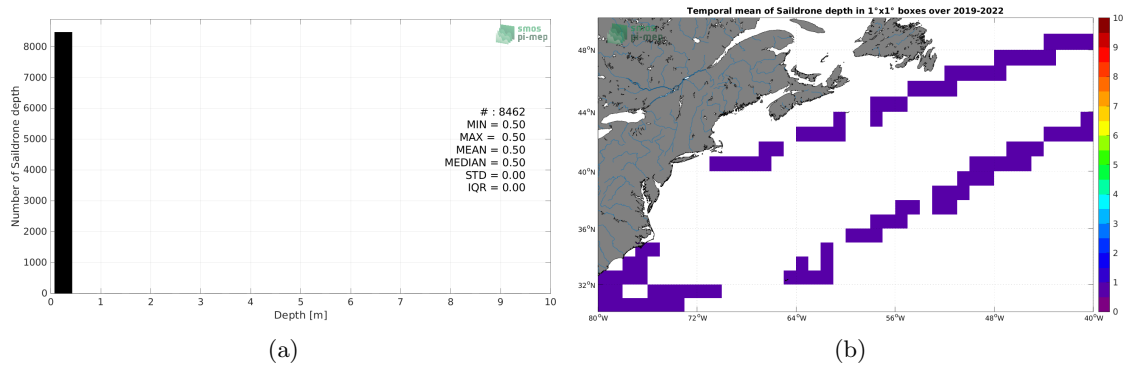 8000
7000
6000
5000
4000
3000
2000
1000
0
Number of Saildrone depth
0 1 2 3 4 5 6 7 8 9 10
Depth [m]
smos
pi-mep
# : 8462
MIN = 0.50
MAX = 0.50
MEAN = 0.50
MEDIAN = 0.50
STD = 0.00
IQR = 0.00
(a)
Temporal mean of Saildrone depth in 1°x1° boxes over 2019-2022
smos
pi-mep
48°N
44°N
40°N
36°N
32°N
80°W 72°W 64°W 56°W 48°W 40°W
10
9
8
7
6
5
4
3
2
1
0
(b)